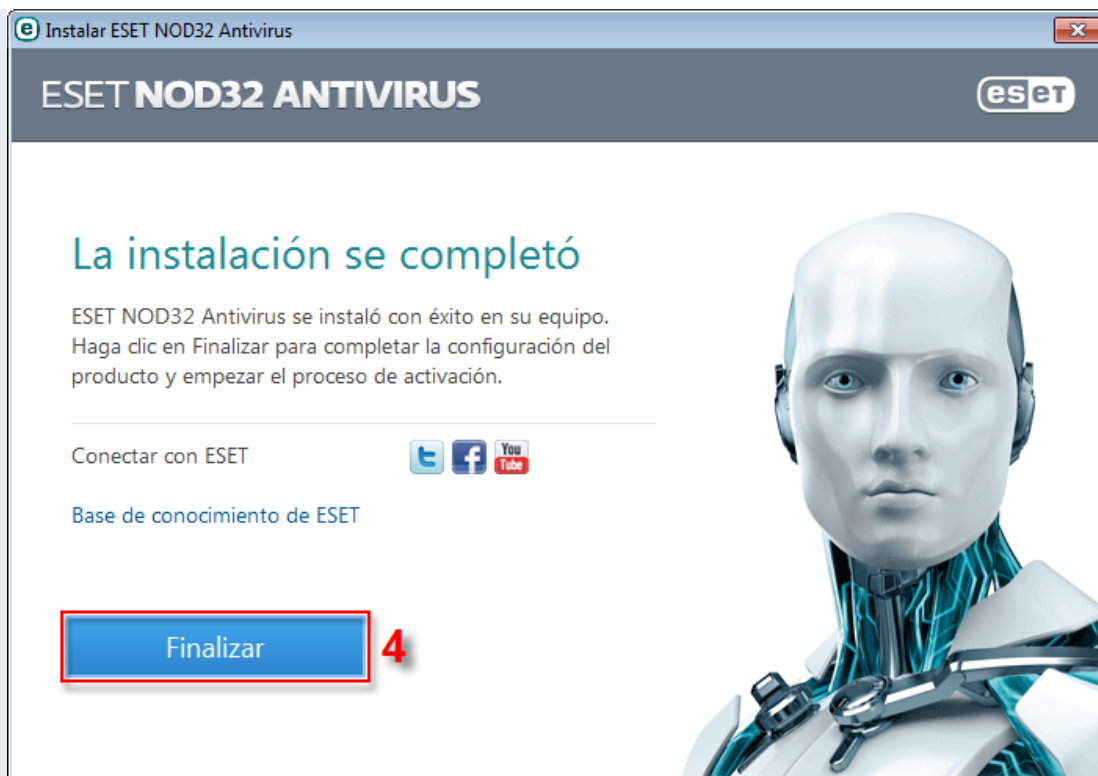 Instalar ESET NOD32 Antivirus
ESET NOD32 ANTIVIRUS
eseT
La instalación se completó
ESET NOD32 Antivirus se instaló con éxito en su equipo.
Haga clic en Finalizar para completar la configuración del
producto y empezar el proceso de activación.
Conectar con ESET
You
Tube
Base de conocimiento de ESET
Finalizar
4